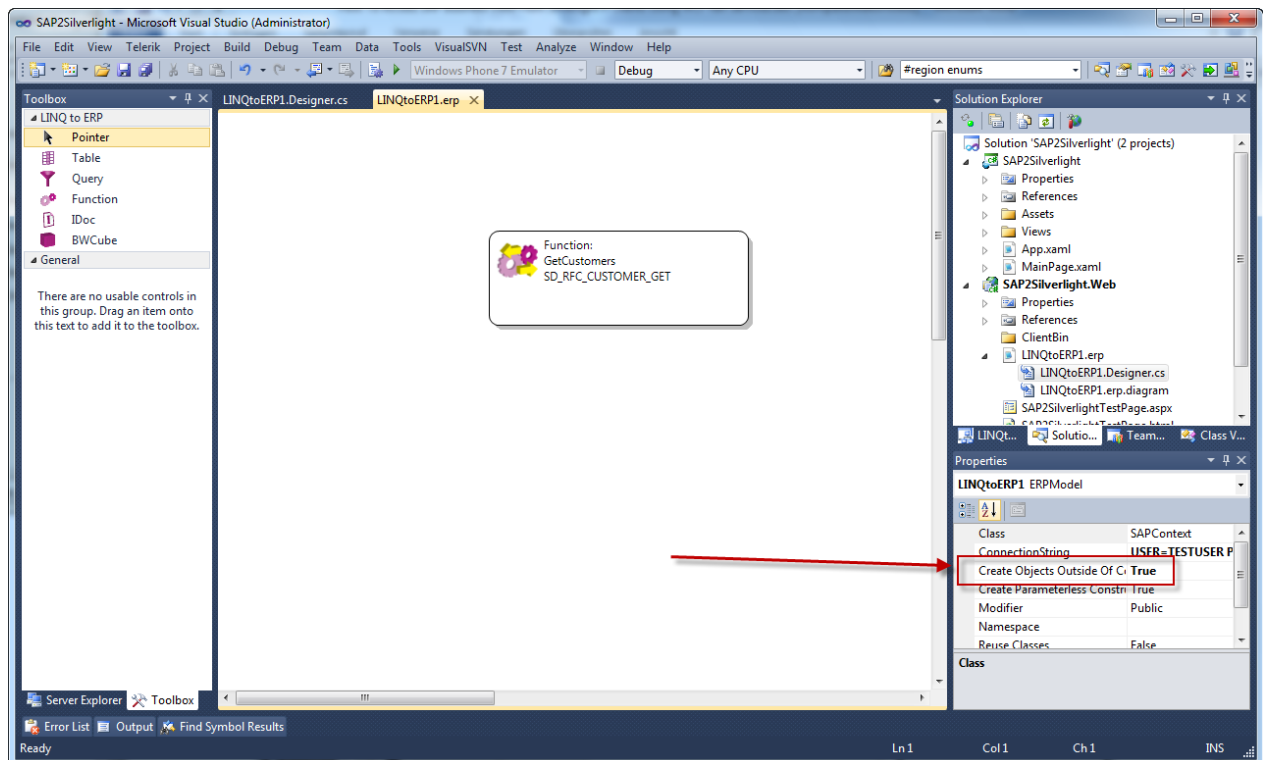 SAP2Silverlight - Microsoft Visual Studio (Administrator)
File Edit View Telerik Project Build Debug Team Data Tools VisualSVN Test Analyze Window Help
Windows Phone 7 Emulator Debug Any CPU #region enums
Toolbox
LINQ to ERP
Pointer
Table
Query
Function
IDoc
BWCube
General
There are no usable controls in
this group. Drag an item onto
this text to add it to the toolbox.
Server Explorer Toolbox
LINQtoERP1.Designer.cs LINQtoERP1.erp
Function:
GetCustomers
SD_RFC_CUSTOMER_GET
Solution Explorer
Solution 'SAP2Silverlight' (2 projects)
SAP2Silverlight
Properties
References
Assets
Views
App.xaml
MainPage.xaml
SAP2Silverlight.Web
Properties
References
ClientBin
LINQtoERP1.erp
LINQtoERP1.Designer.cs
LINQtoERP1.erp.diagram
SAP2SilverlightTestPage.aspx
SAP2SilverlightTestPage.html
LINQt... Solutio... Team... Class V...
Properties
LINQtoERP1 ERPModel
Class SAPContext
ConnectionString USER=TESTUSER P
Create Objects Outside Of C True
Create Parameterless Constr True
Modifier Public
Namespace
Reuse Classes False
Class
Error List Output Find Symbol Results
Ready Ln 1 Col 1 Ch 1 INS